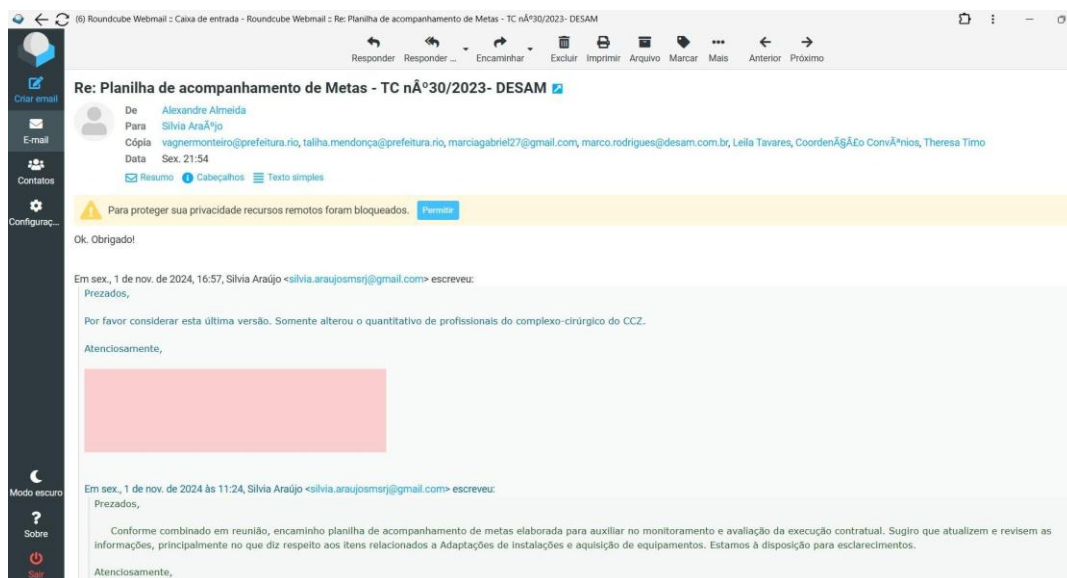 (6) Roundcube Webmail :: Caixa de entrada - Roundcube Webmail :: Re: Planilha de acompanhamento de Metas - TC nÂº30/2023- DESAM
Responder
Responder ...
Encaminhar
Excluir
Imprimir
Arquivo
Marcar
Mais
Anterior
Próximo
Criar email
E-mail
Contatos
Configuraç...
Modo escuro
Sobre
Sair
Re: Planilha de acompanhamento de Metas - TC nÂº30/2023- DESAM
De Alexandre Almeida
Para Silvia AraÃºjo
Cópia vagnermonteiro@prefeitura.rio, taliha.mendonça@prefeitura.rio, marciagabriel27@gmail.com, marco.rodrigues@desam.com.br, Leila Tavares, CoordenÃ§Ã£o ConvÃªnios, Theresa Timo
Data Sex. 21:54
Resumo Cabeçalhos Texto simples
Para proteger sua privacidade recursos remotos foram bloqueados. Permitir
Ok. Obrigado!
Em sex., 1 de nov. de 2024, 16:57, Silvia Araújo <silvia.araujosmsrj@gmail.com> escreveu:
Prezados,
Por favor considerar esta última versão. Somente alterou o quantitativo de profissionais do complexo-cirúrgico do CCZ.
Atenciosamente,
Em sex., 1 de nov. de 2024 às 11:24, Silvia Araújo <silvia.araujosmsrj@gmail.com> escreveu:
Prezados,
Conforme combinado em reunião, encaminho planilha de acompanhamento de metas elaborada para auxiliar no monitoramento e avaliação da execução contratual. Sugiro que atualizem e revisem as
informações, principalmente no que diz respeito aos itens relacionados a Adaptações de instalações e aquisição de equipamentos. Estamos à disposição para esclarecimentos.
Atenciosamente,